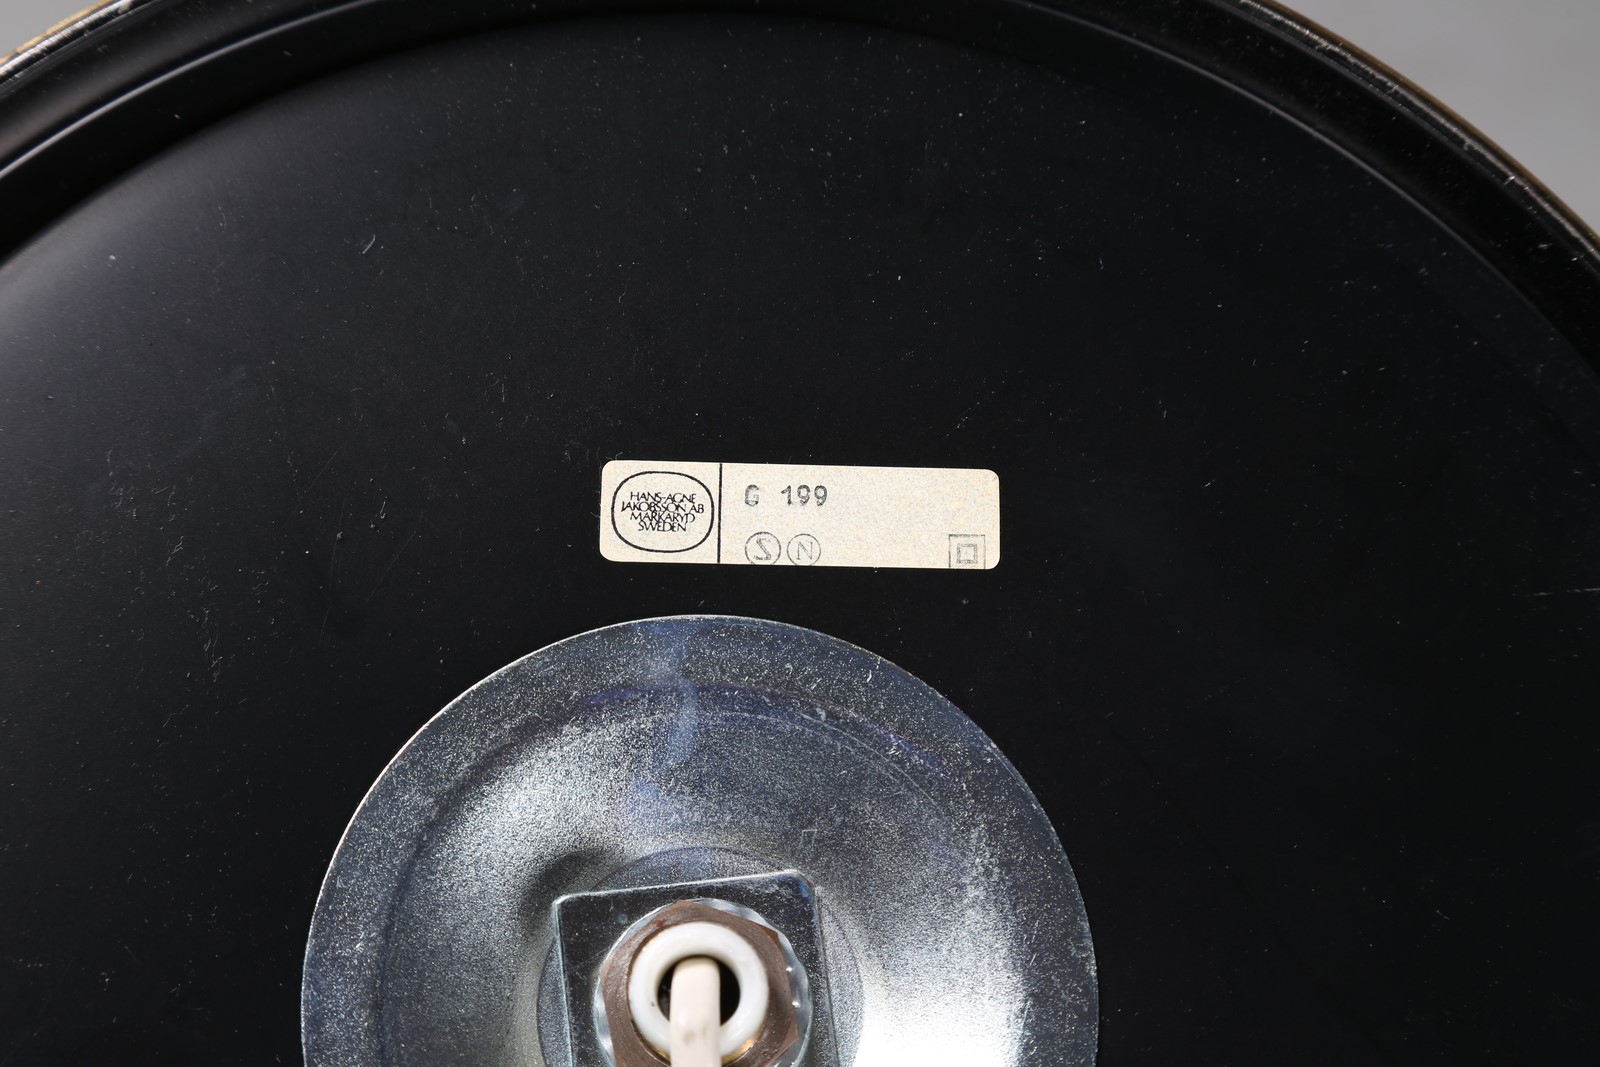 HANS-AGNE
JAKOBSSON AB
MARKARYD
SWEDEN
G 199
S N